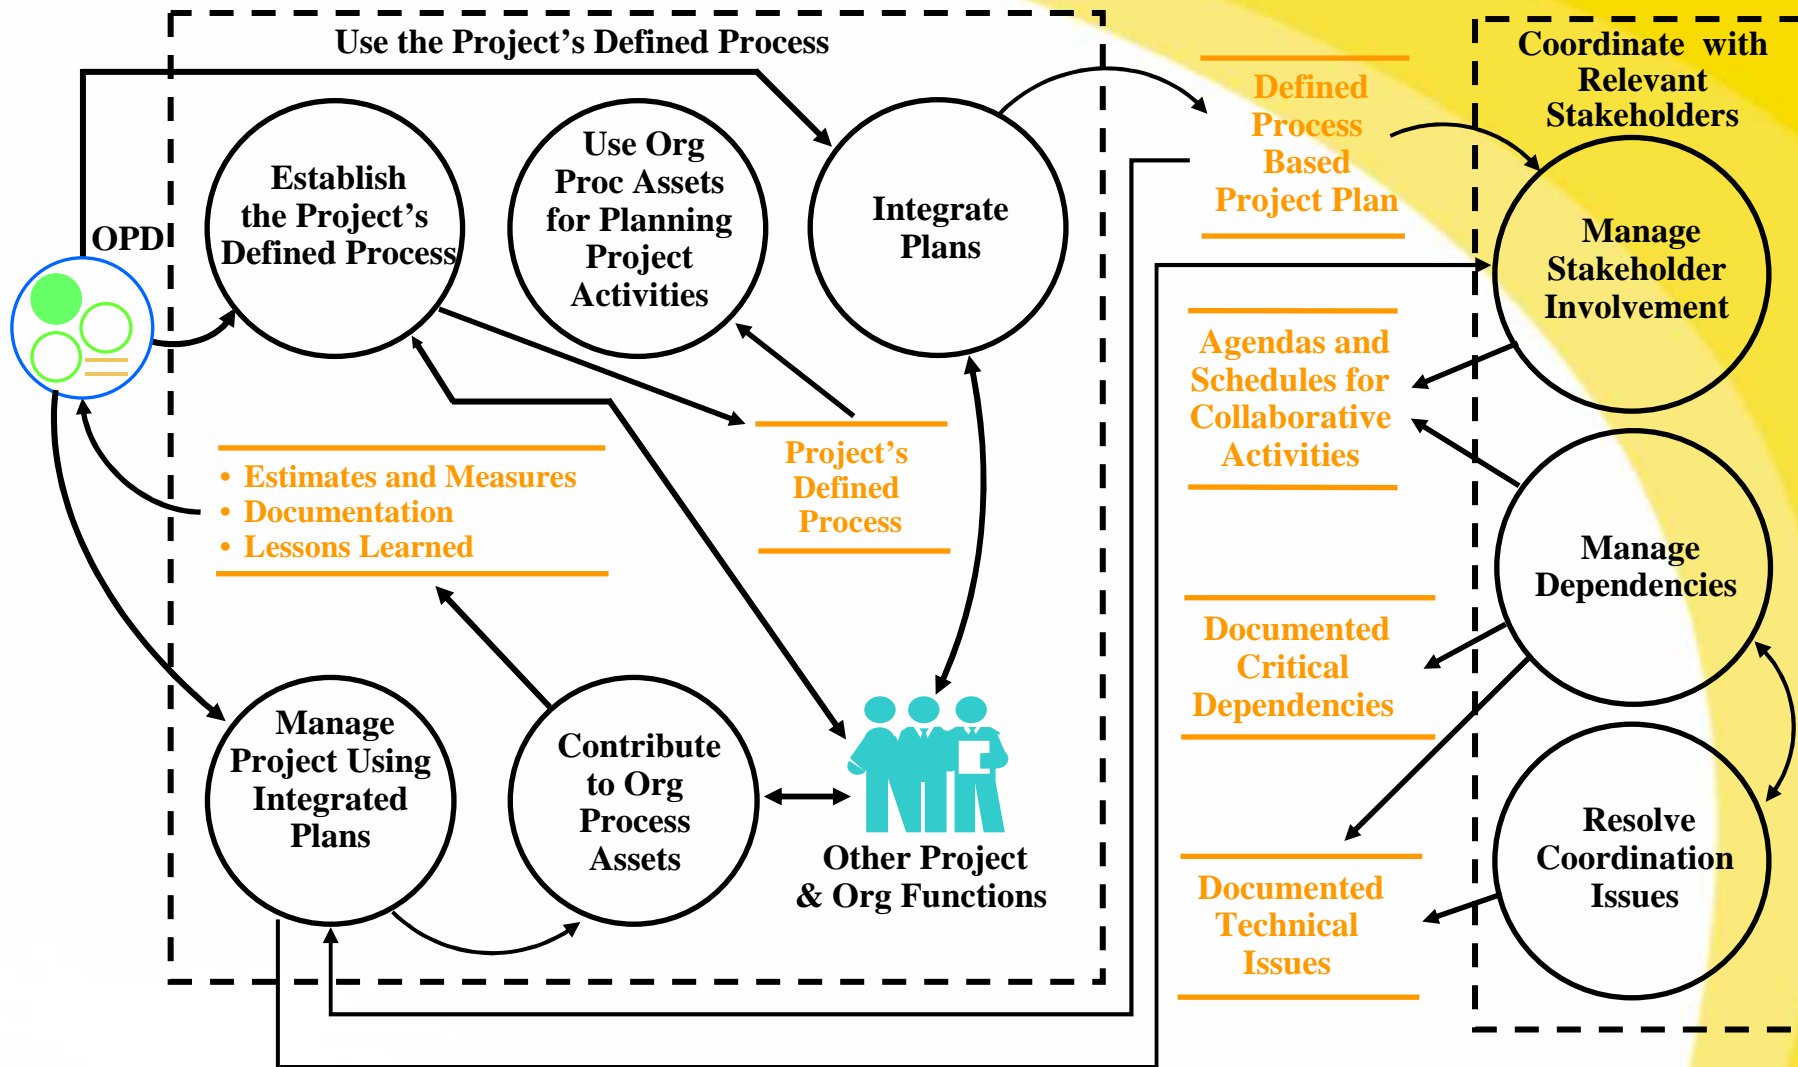 Use the Project's Defined Process
OPD
Establish
the Project's
Defined Process
Use Org
Proc Assets
for Planning
Project
Activities
Integrate
Plans
• Estimates and Measures
• Documentation
• Lessons Learned
Project's
Defined
Process
Manage
Project Using
Integrated
Plans
Contribute
to Org
Process
Assets
Other Project
& Org Functions
Defined
Process
Based
Project Plan
Agendas and
Schedules for
Collaborative
Activities
Documented
Critical
Dependencies
Documented
Technical
Issues
Coordinate with
Relevant
Stakeholders
Manage
Stakeholder
Involvement
Manage
Dependencies
Resolve
Coordination
Issues